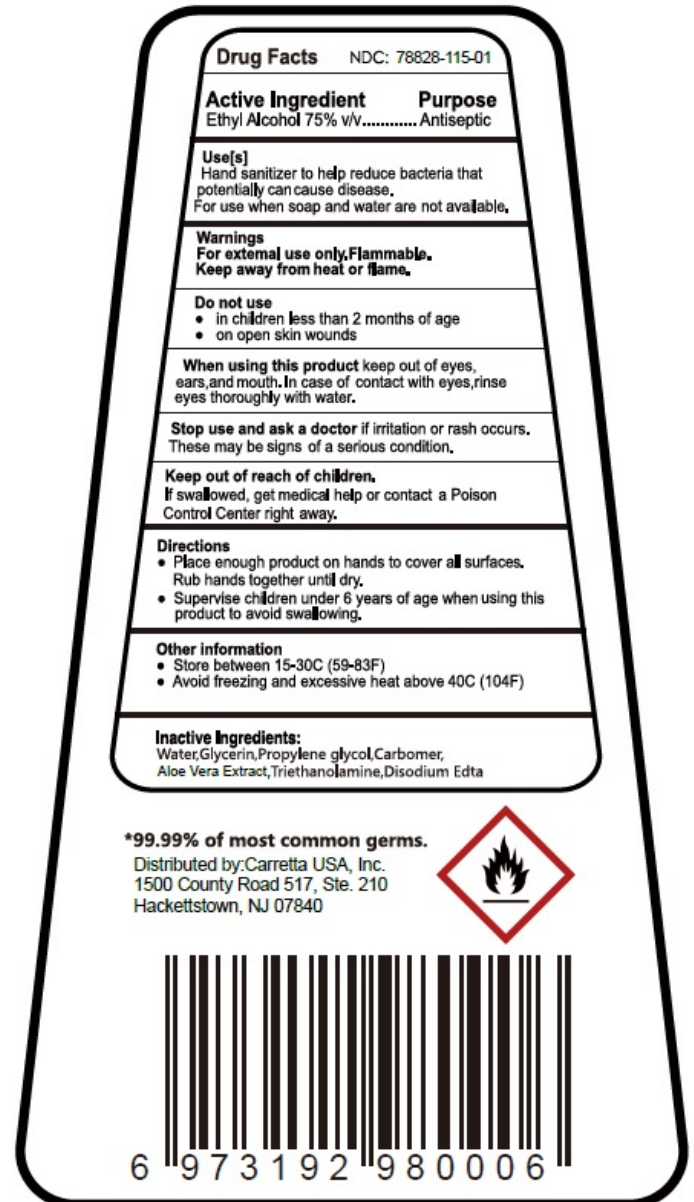 Drug Facts NDC: 78828-115-01
Active Ingredient Purpose
Ethyl Alcohol 75% v/v............ Antiseptic
Use[s]
Hand sanitizer to help reduce bacteria that
potentially can cause disease.
For use when soap and water are not available.
Warnings
For external use only.Flammable.
Keep away from heat or flame.
Do not use
• in children less than 2 months of age
• on open skin wounds
When using this product keep out of eyes,
ears,and mouth. In case of contact with eyes,rinse
eyes thoroughly with water.
Stop use and ask a doctor if irritation or rash occurs.
These may be signs of a serious condition.
Keep out of reach of children.
If swallowed, get medical help or contact a Poison
Control Center right away.
Directions
• Place enough product on hands to cover all surfaces.
Rub hands together until dry.
• Supervise children under 6 years of age when using this
product to avoid swallowing.
Other information
• Store between 15-30C (59-83F)
• Avoid freezing and excessive heat above 40C (104F)
Inactive Ingredients:
Water,Glycerin,Propylene glycol,Carbomer,
Aloe Vera Extract,Triethanolamine,Disodium Edta
*99.99% of most common germs.
Distributed by:Carretta USA, Inc.
1500 County Road 517, Ste. 210
Hackettstown, NJ 07840
6 973192 980006